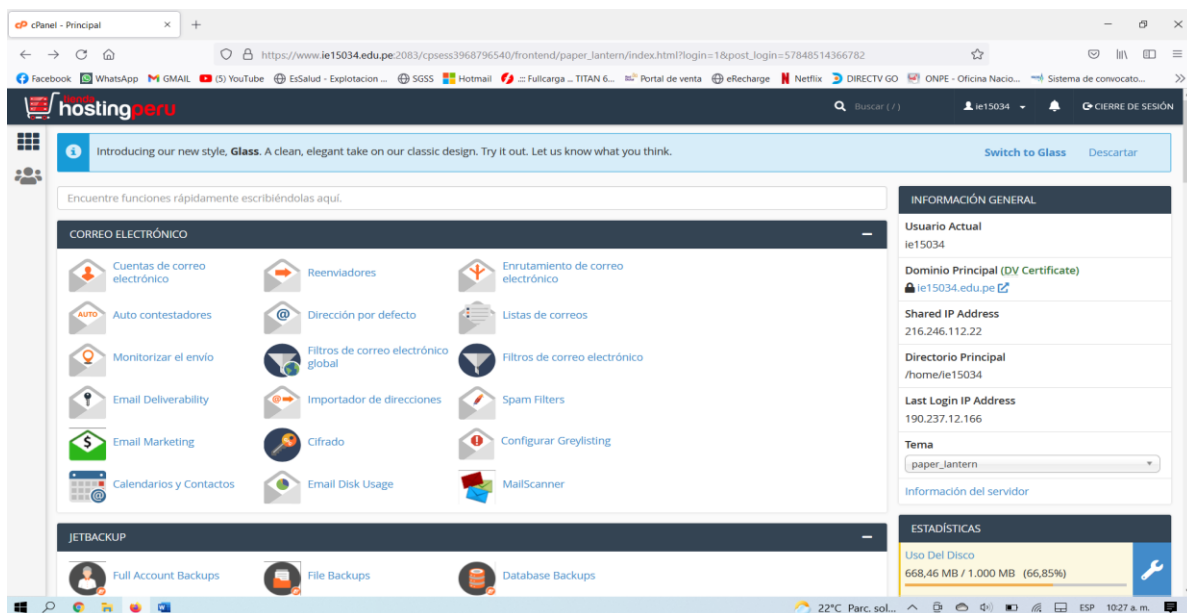 cPanel - Principal
https://www.ie15034.edu.pe:2083/cpsess3968796540/frontend/paper_lantern/index.html?login=1&post_login=57848514366782
Facebook WhatsApp GMAIL (5) YouTube EsSalud - Explotacion ... SGSS Hotmail .:: Fullcarga _ TITAN 6... Portal de venta eRecharge Netflix DIRECTV GO ONPE - Oficina Nacio... Sistema de convocato...
tienda
hostingperu
Buscar ( / ) ie15034 CIERRE DE SESIÓN
Introducing our new style, Glass. A clean, elegant take on our classic design. Try it out. Let us know what you think. Switch to Glass Descartar
Encuentre funciones rápidamente escribiéndolas aquí.
CORREO ELECTRÓNICO
Cuentas de correo
electrónico
Reenviadores
Enrutamiento de correo
electrónico
AUTO
Auto contestadores
Dirección por defecto
Listas de correos
Monitorizar el envío
Filtros de correo electrónico
global
Filtros de correo electrónico
Email Deliverability
Importador de direcciones
Spam Filters
Email Marketing
Cifrado
Configurar Greylisting
Calendarios y Contactos
Email Disk Usage
MailScanner
JETBACKUP
Full Account Backups
File Backups
Database Backups
INFORMACIÓN GENERAL
Usuario Actual
ie15034
Dominio Principal (DV Certificate)
ie15034.edu.pe
Shared IP Address
216.246.112.22
Directorio Principal
/home/ie15034
Last Login IP Address
190.237.12.166
Tema
paper_lantern
Información del servidor
ESTADÍSTICAS
Uso Del Disco
668,46 MB / 1.000 MB (66,85%)
22°C Parc. sol... ESP 10:27 a. m.